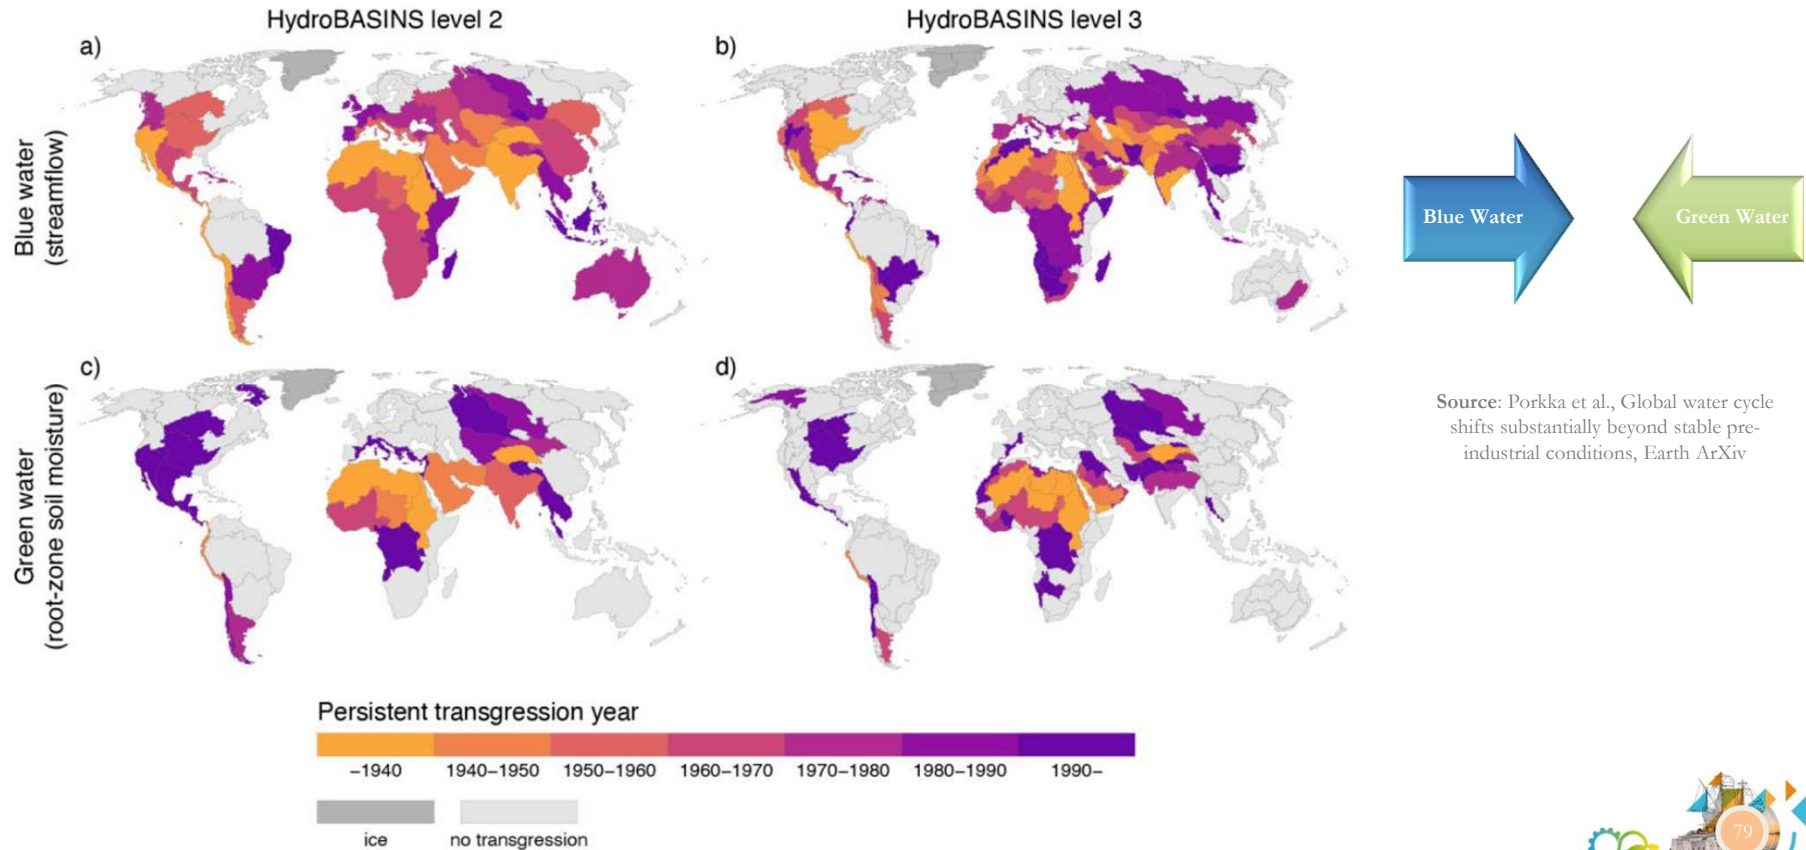 HydroBASINS level 2
HydroBASINS level 3
a)
b)
Blue water
(streamflow)
c)
d)
Green water
(root-zone soil moisture)
Blue Water
Green Water
Source: Porkka et al., Global water cycle
shifts substantially beyond stable pre-
industrial conditions, Earth ArXiv
Persistent transgression year
–1940
1940–1950
1950–1960
1960–1970
1970–1980
1980–1990
1990–
ice
no transgression
79